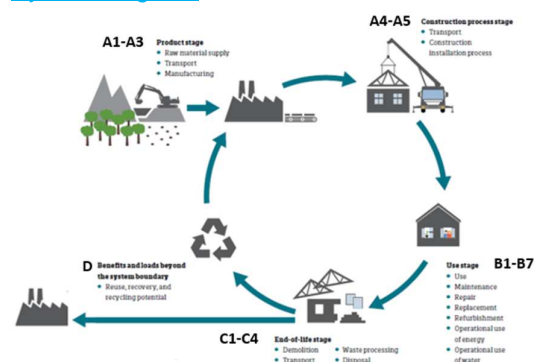 A1-A3
Product stage
• Raw material supply
• Transport
• Manufacturing
A4-A5
Construction process stage
• Transport
• Construction
installation process
B1-B7
Use stage
• Use
• Maintenance
• Repair
• Replacement
• Refurbishment
• Operational use
of energy
• Operational use
of water
C1-C4
End-of-life stage
• Demolition
• Transport
• Waste processing
• Disposal
D
Benefits and loads beyond
the system boundary
• Reuse, recovery, and
recycling potential